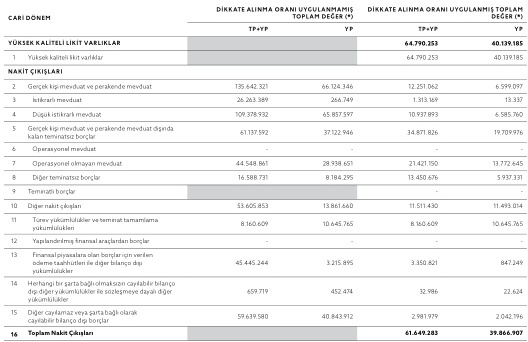 CARİ DÖNEM
DİKKATE ALINMA ORANI UYGULANMAMIŞ TOPLAM DEĞER (*)
DİKKATE ALINMA ORANI UYGULANMIŞ TOPLAM DEĞER (*)
TP+YP YP TP+YP YP
YÜKSEK KALİTELİ LİKİT VARLIKLAR 64.790.253 40.139.185
1 Yüksek kaliteli likit varlıklar 64.790.253 40.139.185
NAKİT ÇIKIŞLARI
2 Gerçek kişi mevduat ve perakende mevduat 135.642.321 66.124.346 12.251.062 6.599.097
3 İstikrarlı mevduat 26.263.389 266.749 1.313.169 13.337
4 Düşük istikrarlı mevduat 109.378.932 65.857.597 10.937.893 6.585.760
5 Gerçek kişi mevduat ve perakende mevduat dışında
kalan teminatsız borçlar 61.137.592 37.122.946 34.871.826 19.709.976
6 Operasyonel mevduat - - - -
7 Operasyonel olmayan mevduat 44.548.861 28.938.651 21.421.150 13.772.645
8 Diğer teminatsız borçlar 16.588.731 8.184.295 13.450.676 5.937.331
9 Teminatlı borçlar - -
10 Diğer nakit çıkışları 53.605.853 13.861.660 11.511.430 11.493.014
11 Türev yükümlülükler ve teminat tamamlama
yükümlülükleri 8.160.609 10.645.765 8.160.609 10.645.765
12 Yapılandırılmış finansal araçlardan borçlar - - - -
13 Finansal piyasalara olan borçlar için verilen
ödeme taahhütleri ile diğer bilanço dışı
yükümlülükler 45.445.244 3.215.895 3.350.821 847.249
14 Herhangi bir şarta bağlı olmaksızın cayılabilir bilanço
dışı diğer yükümlülükler ile sözleşmeye dayalı diğer
yükümlülükler 659.719 452.474 32.986 22.624
15 Diğer cayılamaz veya şarta bağlı olarak
cayılabilir bilanço dışı borçlar 59.639.580 40.843.912 2.981.979 2.042.196
16 Toplam Nakit Çıkışları 61.649.283 39.866.907